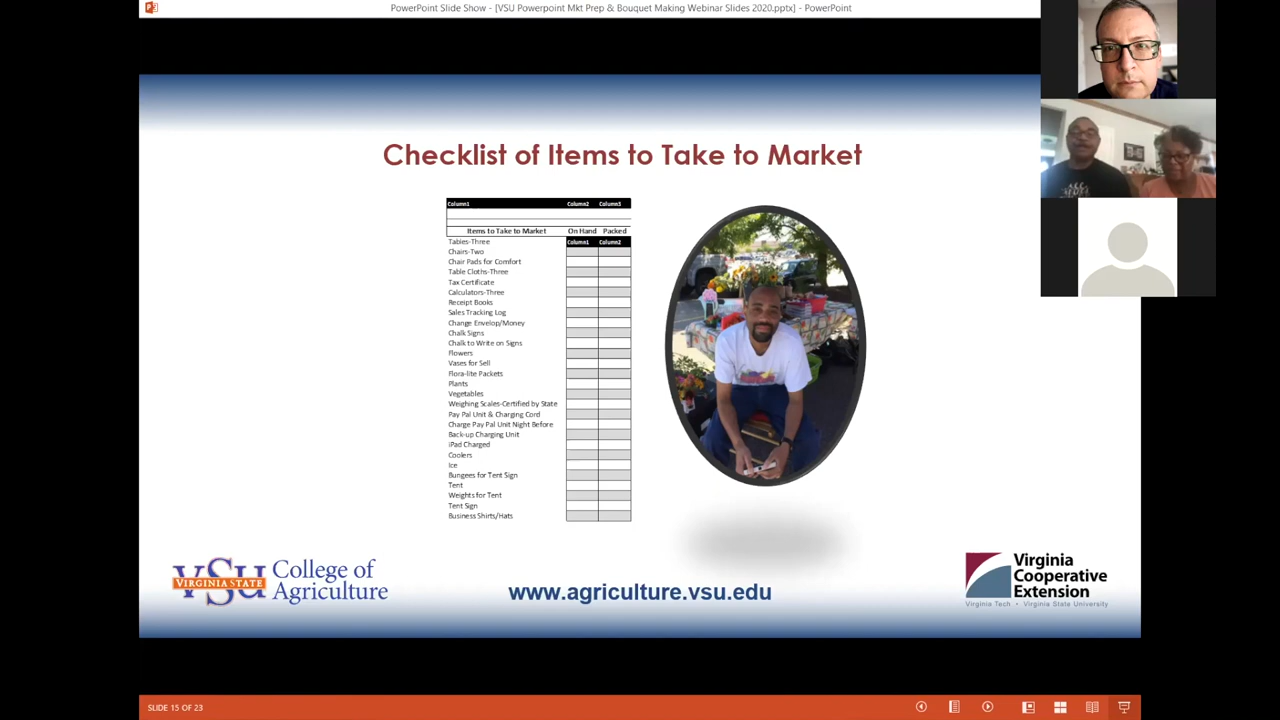 PowerPoint Slide Show - [VSU Powerpoint Mkt Prep & Bouquet Making Webinar Slides 2020.pptx] - PowerPoint
Checklist of Items to Take to Market
Column1 Column2 Column3
Items to Take to Market On Hand Packed
Tables-Three Column1 Column2
Chairs-Two
Chair Pads for Comfort
Table Cloths-Three
Tax Certificate
Calculators-Three
Receipt Books
Sales Tracking Log
Change Envelop/Money
Chalk Signs
Chalk to Write on Signs
Flowers
Vases for Sell
Flora-lite Packets
Plants
Vegetables
Weighing Scales-Certified by State
Pay Pal Unit & Charging Cord
Charge Pay Pal Unit Night Before
Back-up Charging Unit
iPad Charged
Coolers
Ice
Bungees for Tent Sign
Tent
Weights for Tent
Tent Sign
Business Shirts/Hats
VSU
VIRGINIA STATE
College of
Agriculture
www.agriculture.vsu.edu
Virginia
Cooperative
Extension
Virginia Tech • Virginia State University
SLIDE 15 OF 23